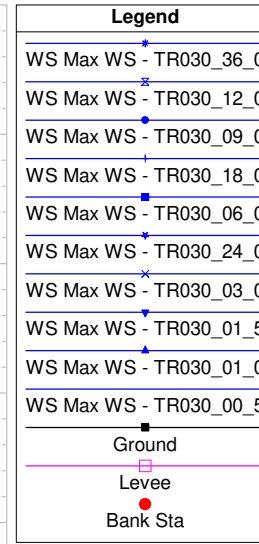 Legend
WS Max WS - TR030_36_0
WS Max WS - TR030_12_0
WS Max WS - TR030_09_0
WS Max WS - TR030_18_0
WS Max WS - TR030_06_0
WS Max WS - TR030_24_0
WS Max WS - TR030_03_0
WS Max WS - TR030_01_5
WS Max WS - TR030_01_0
WS Max WS - TR030_00_5
Ground
Levee
Bank Sta